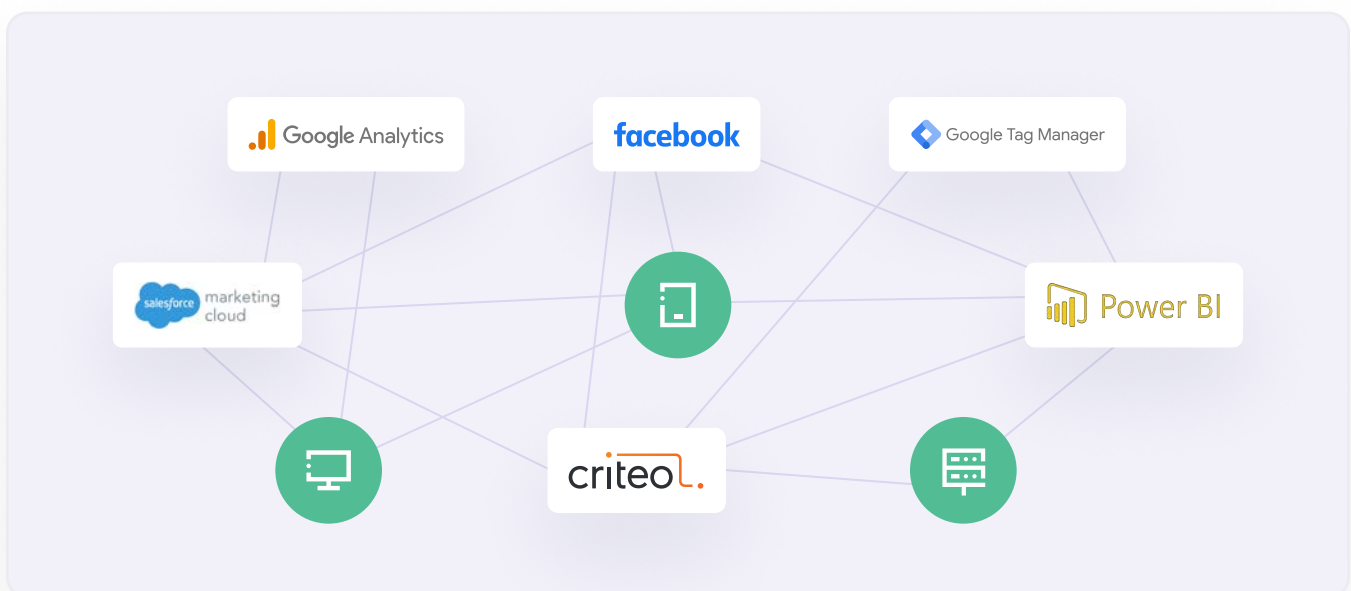 Google Analytics
facebook
Google Tag Manager
salesforce
marketing
cloud
Power BI
criteo